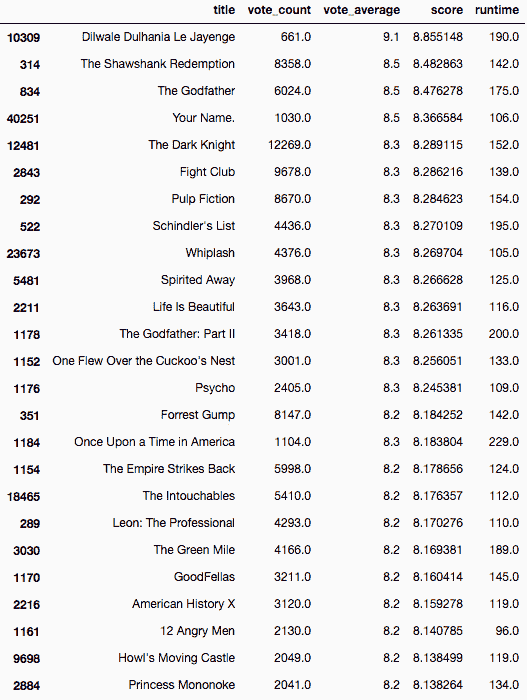 title vote_count vote_average score runtime
10309 Dilwale Dulhania Le Jayenge 661.0 9.1 8.855148 190.0
314 The Shawshank Redemption 8358.0 8.5 8.482863 142.0
834 The Godfather 6024.0 8.5 8.476278 175.0
40251 Your Name. 1030.0 8.5 8.366584 106.0
12481 The Dark Knight 12269.0 8.3 8.289115 152.0
2843 Fight Club 9678.0 8.3 8.286216 139.0
292 Pulp Fiction 8670.0 8.3 8.284623 154.0
522 Schindler's List 4436.0 8.3 8.270109 195.0
23673 Whiplash 4376.0 8.3 8.269704 105.0
5481 Spirited Away 3968.0 8.3 8.266628 125.0
2211 Life Is Beautiful 3643.0 8.3 8.263691 116.0
1178 The Godfather: Part II 3418.0 8.3 8.261335 200.0
1152 One Flew Over the Cuckoo's Nest 3001.0 8.3 8.256051 133.0
1176 Psycho 2405.0 8.3 8.245381 109.0
351 Forrest Gump 8147.0 8.2 8.184252 142.0
1184 Once Upon a Time in America 1104.0 8.3 8.183804 229.0
1154 The Empire Strikes Back 5998.0 8.2 8.178656 124.0
18465 The Intouchables 5410.0 8.2 8.176357 112.0
289 Leon: The Professional 4293.0 8.2 8.170276 110.0
3030 The Green Mile 4166.0 8.2 8.169381 189.0
1170 GoodFellas 3211.0 8.2 8.160414 145.0
2216 American History X 3120.0 8.2 8.159278 119.0
1161 12 Angry Men 2130.0 8.2 8.140785 96.0
9698 Howl's Moving Castle 2049.0 8.2 8.138499 119.0
2884 Princess Mononoke 2041.0 8.2 8.138264 134.0